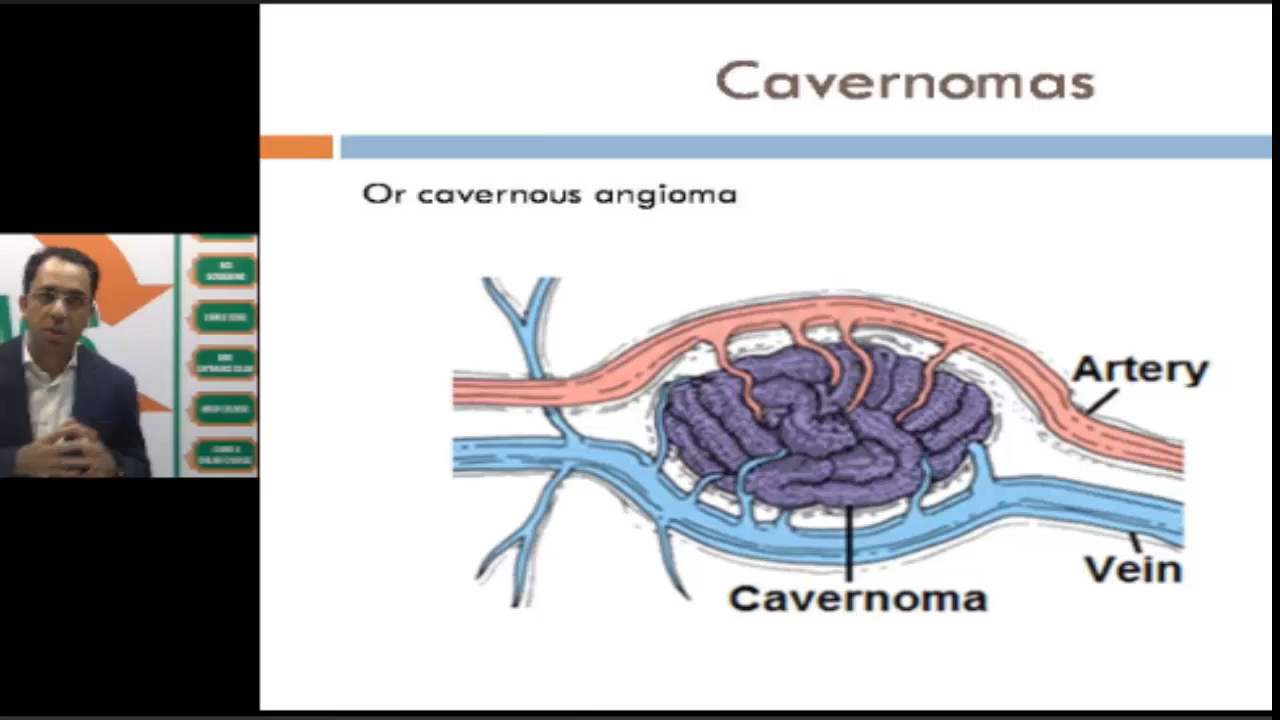 Cavernomas
Or cavernous angioma
Artery
Vein
Cavernoma